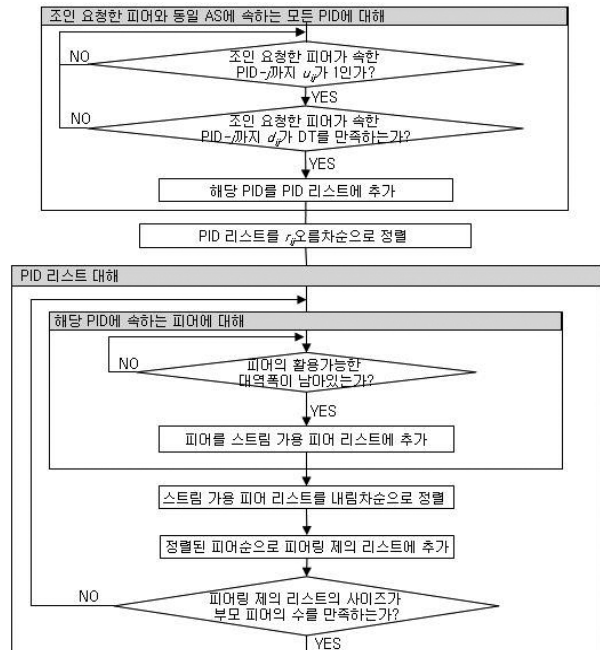 조인 요청한 피어와 동일 AS에 속하는 모든 PID에 대해
NO
조인 요청한 피어가 속한
PID-j까지 uij가 1인가?
YES
NO
조인 요청한 피어가 속한
PID-j까지 dij가 DT를 만족하는가?
YES
해당 PID를 PID 리스트에 추가
PID 리스트를 rij오름차순으로 정렬
PID 리스트 대해
해당 PID에 속하는 피어에 대해
NO
피어의 활용가능한
대역폭이 남아있는가?
YES
피어를 스트림 가용 피어 리스트에 추가
스트림 가용 피어 리스트를 내림차순으로 정렬
정렬된 피어순으로 피어링 제의 리스트에 추가
NO
피어링 제의 리스트의 사이즈가
부모 피어의 수를 만족하는가?
YES